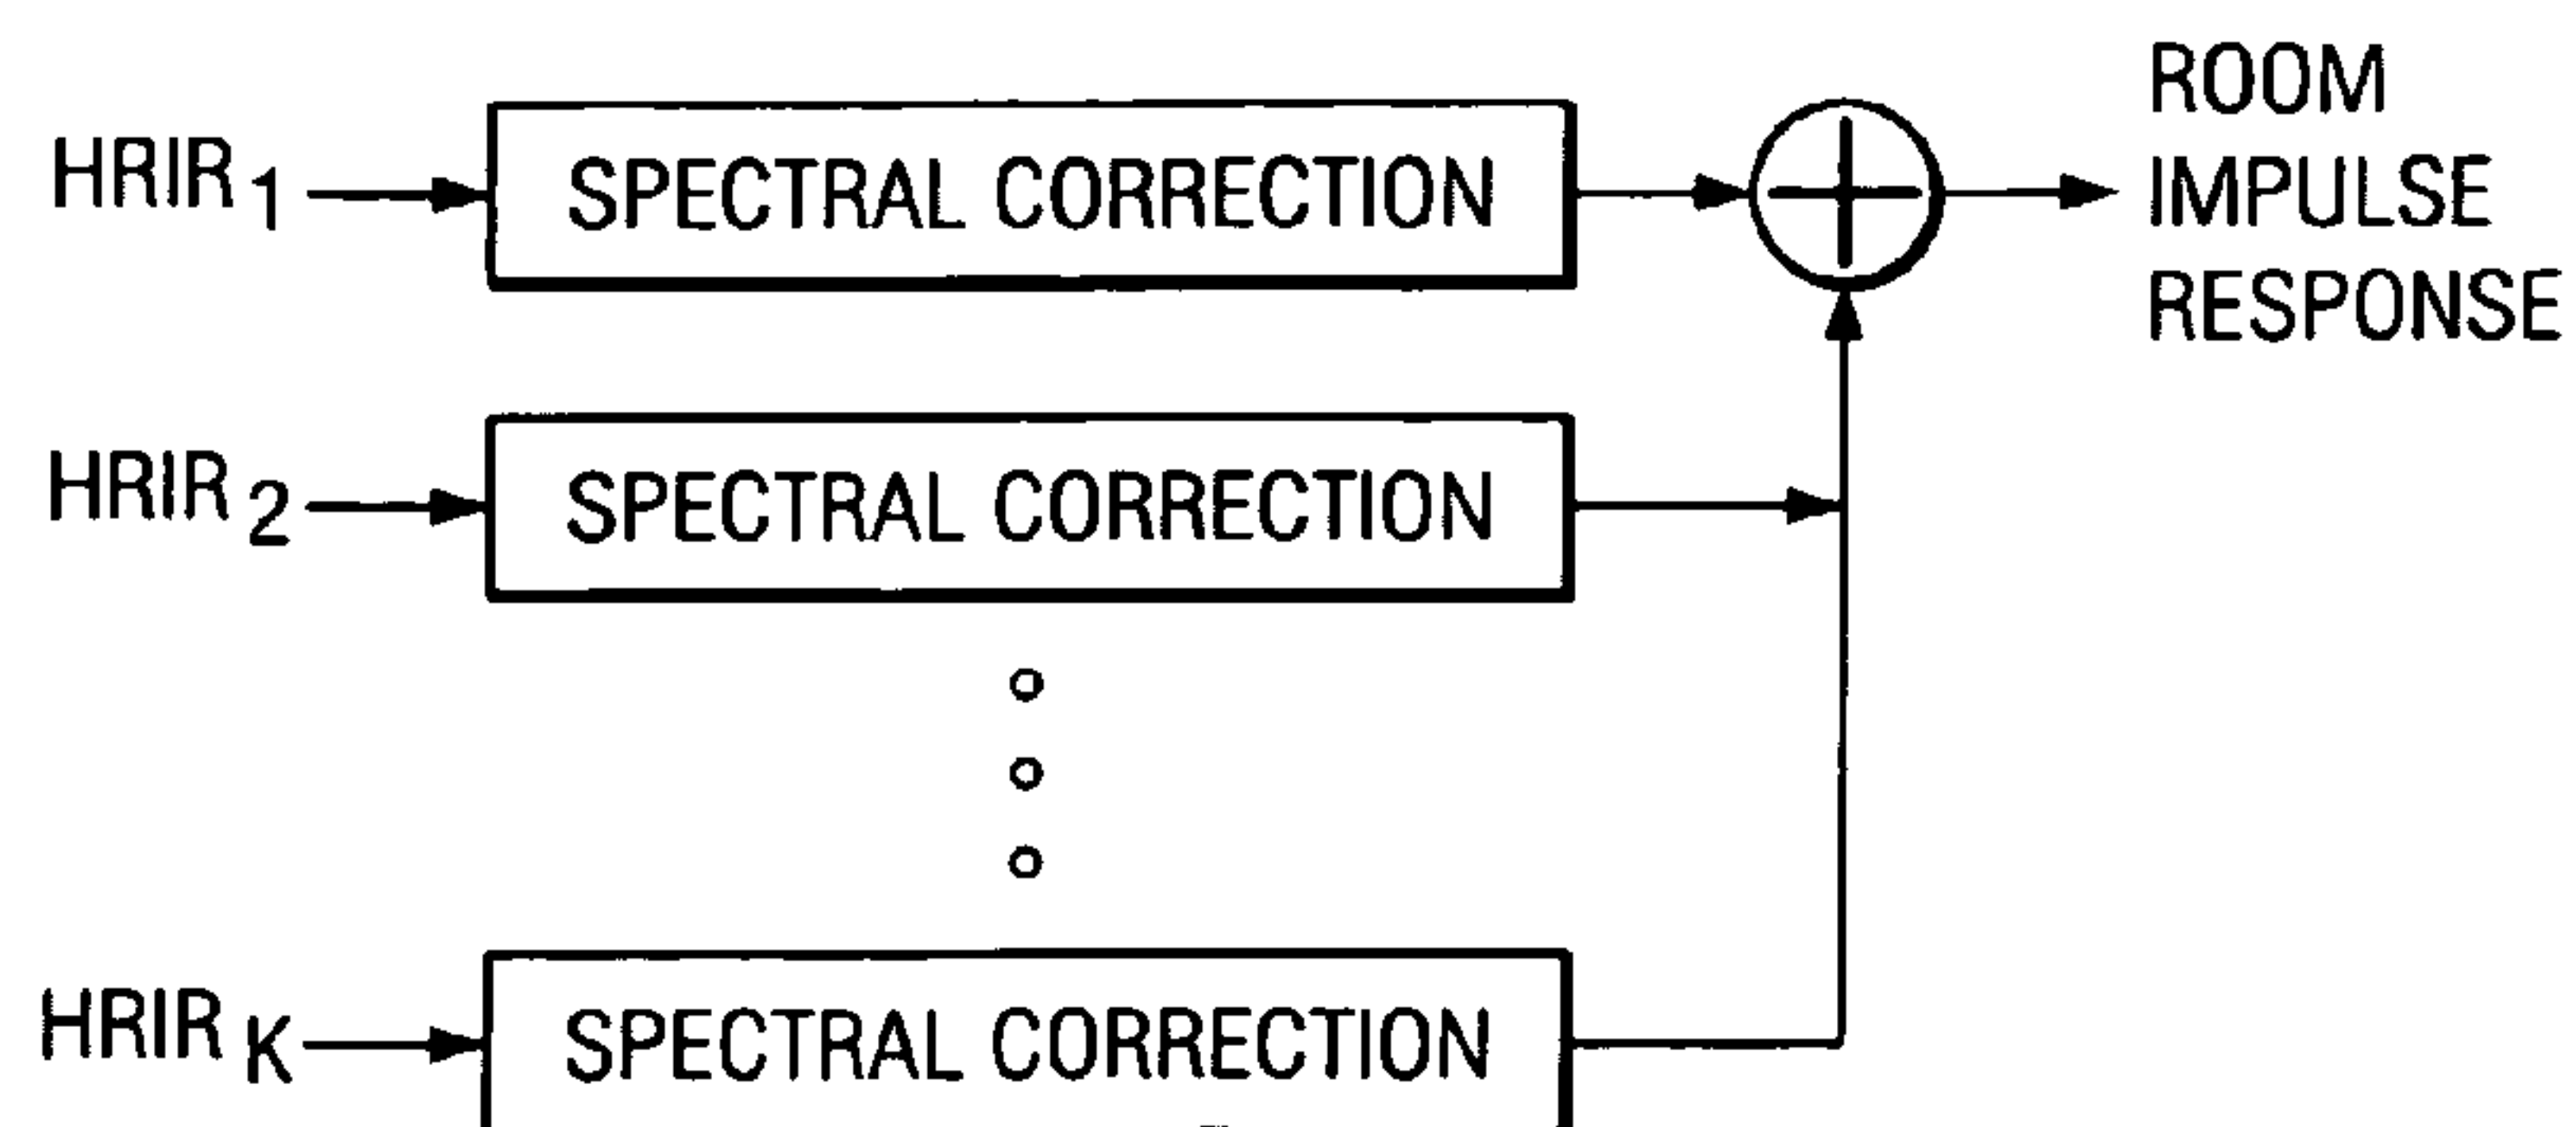 HRIR 1
SPECTRAL CORRECTION
ROOM
IMPULSE
RESPONSE
HRIR 2
SPECTRAL CORRECTION
HRIR K
SPECTRAL CORRECTION